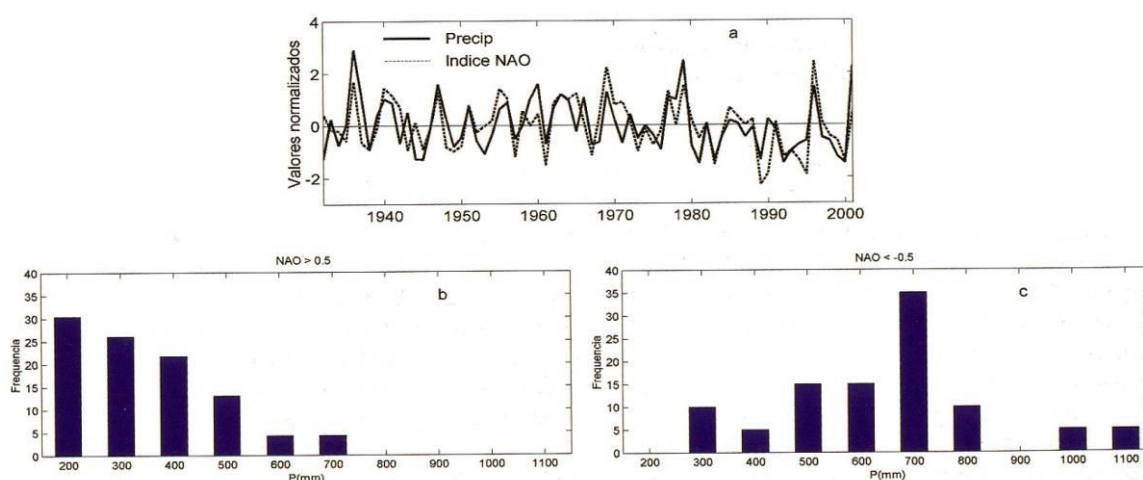 a
Precip
Indice NAO
Valores normalizados
4
2
0
-2
1940 1950 1960 1970 1980 1990 2000
NAO > 0.5
b
Frequencia
40
35
30
25
20
15
10
5
0
200 300 400 500 600 700 800 900 1000 1100
P(mm)
NAO < -0.5
c
Frequencia
40
35
30
25
20
15
10
5
0
200 300 400 500 600 700 800 900 1000 1100
P(mm)